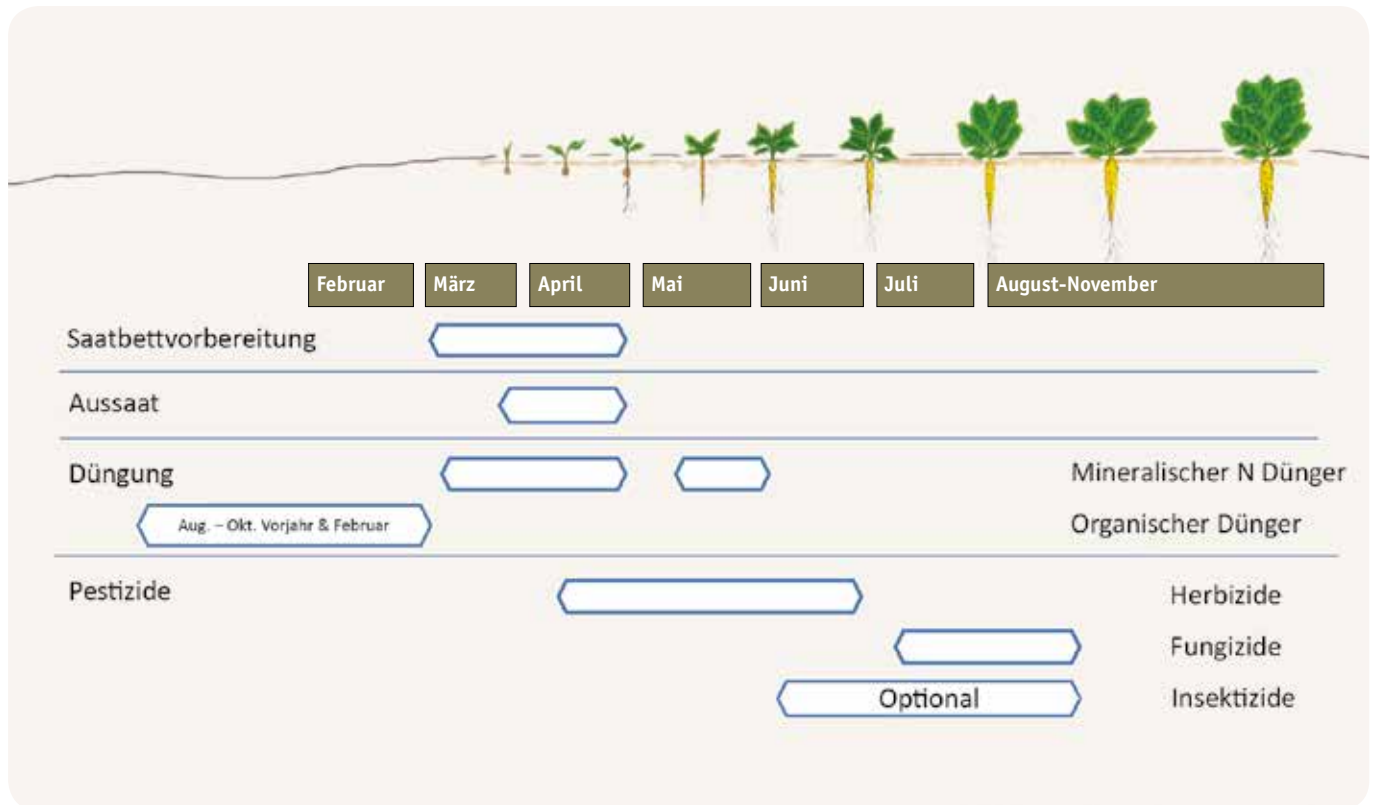 Februar
März
April
Mai
Juni
Juli
August-November
Saatbettvorbereitung
Aussaat
Düngung
Mineralischer N Dünger
Aug. – Okt. Vorjahr & Februar
Organischer Dünger
Pestizide
Herbizide
Fungizide
Optional
Insektizide